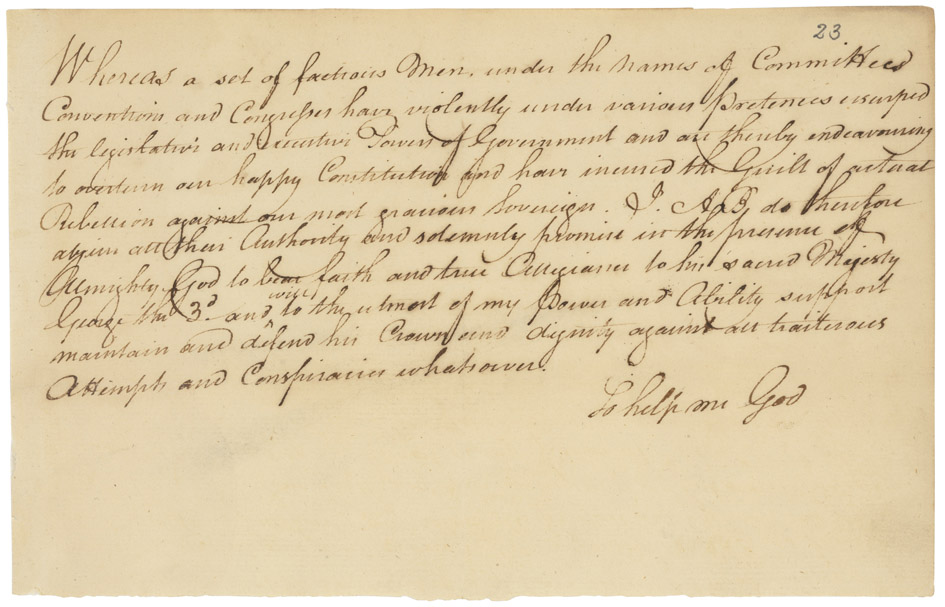 23
Whereas a set of factious Men, under the names of Committees
Conventions and Congresses have violently under various pretences usurped
the legislative and executive Powers of Government and are thereby endeavouring
to overturn our happy Constitution and have incured the Guilt of actual
Rebellion against our most gracious Sovereign. I. A.B. do therefore
abjure all their Authority and solemnly promise in the presence of
Almighty God to bear faith and true Allegiance to his sacred Majesty
George the 3d. and will to the utmost of my Power and Ability support
maintain and defend his Crown and dignity against all traiterous
Attempts and Conspiracies whatsoever.
So help me God